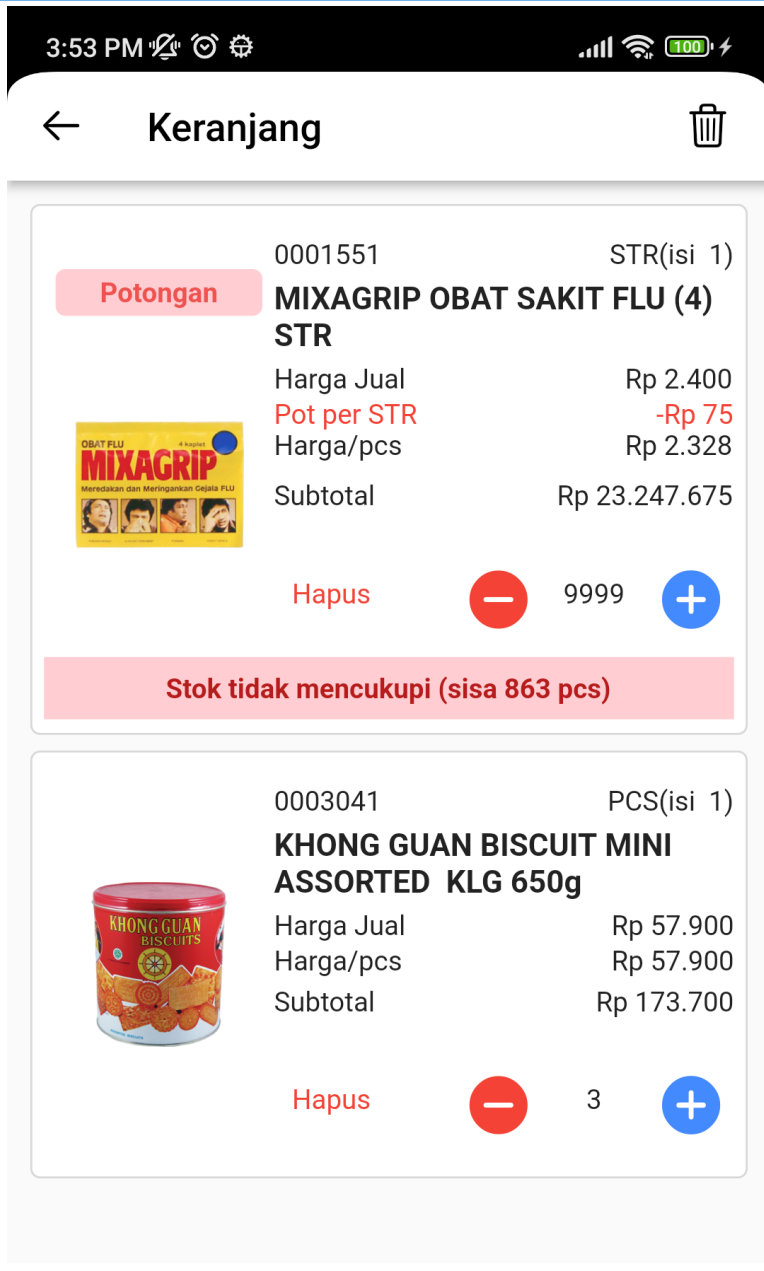 3:53 PM
100
Keranjang
0001551 STR(isi 1)
Potongan
MIXAGRIP OBAT SAKIT FLU (4)
STR
Harga Jual Rp 2.400
Pot per STR -Rp 75
Harga/pcs Rp 2.328
Subtotal Rp 23.247.675
OBAT FLU
4 kaplet
MIXAGRIP
Meredakan dan Meringankan Gejala FLU
Hapus 9999
Stok tidak mencukupi (sisa 863 pcs)
0003041 PCS(isi 1)
KHONG GUAN BISCUIT MINI
ASSORTED KLG 650g
Harga Jual Rp 57.900
Harga/pcs Rp 57.900
Subtotal Rp 173.700
KHONG GUAN
BISCUITS
Hapus 3